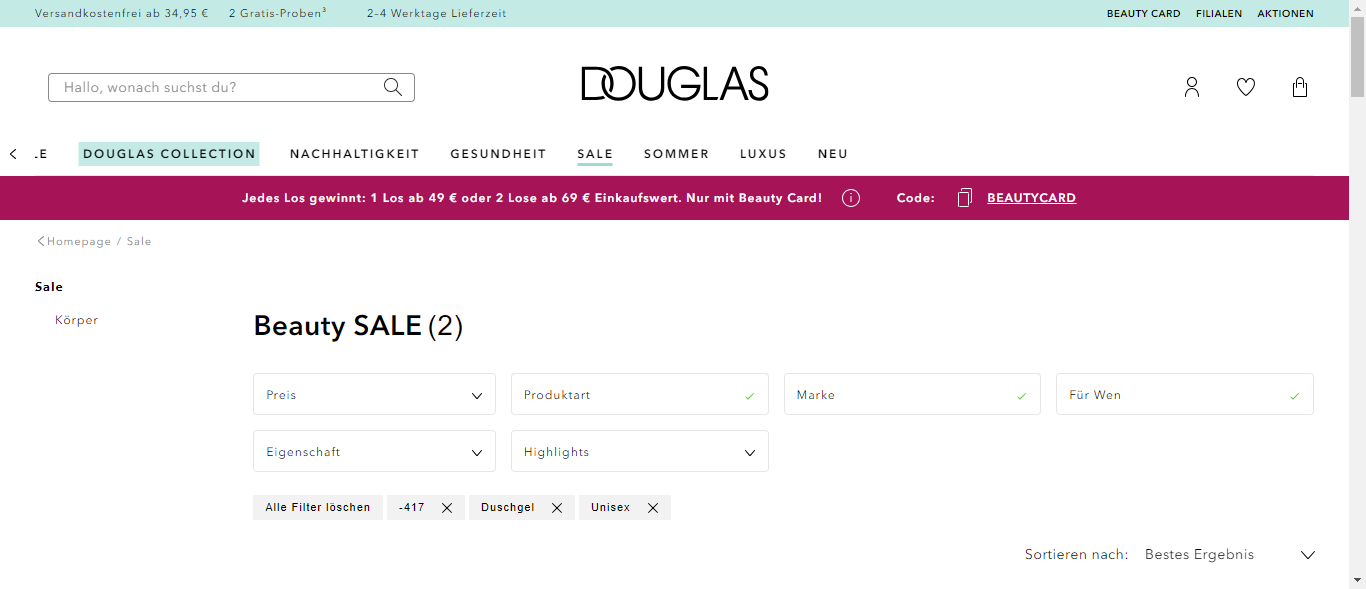 Versandkostenfrei ab 34,95 € 2 Gratis-Proben³ 2–4 Werktage Lieferzeit BEAUTY CARD FILIALEN AKTIONEN
Hallo, wonach suchst du? DOUGLAS
LE DOUGLAS COLLECTION NACHHALTIGKEIT GESUNDHEIT SALE SOMMER LUXUS NEU
Jedes Los gewinnt: 1 Los ab 49 € oder 2 Lose ab 69 € Einkaufswert. Nur mit Beauty Card! Code: BEAUTYCARD
Homepage / Sale
Sale
Körper
Beauty SALE (2)
Preis Produktart Marke Für Wen
Eigenschaft Highlights
Alle Filter löschen -417 Duschgel Unisex
Sortieren nach: Bestes Ergebnis